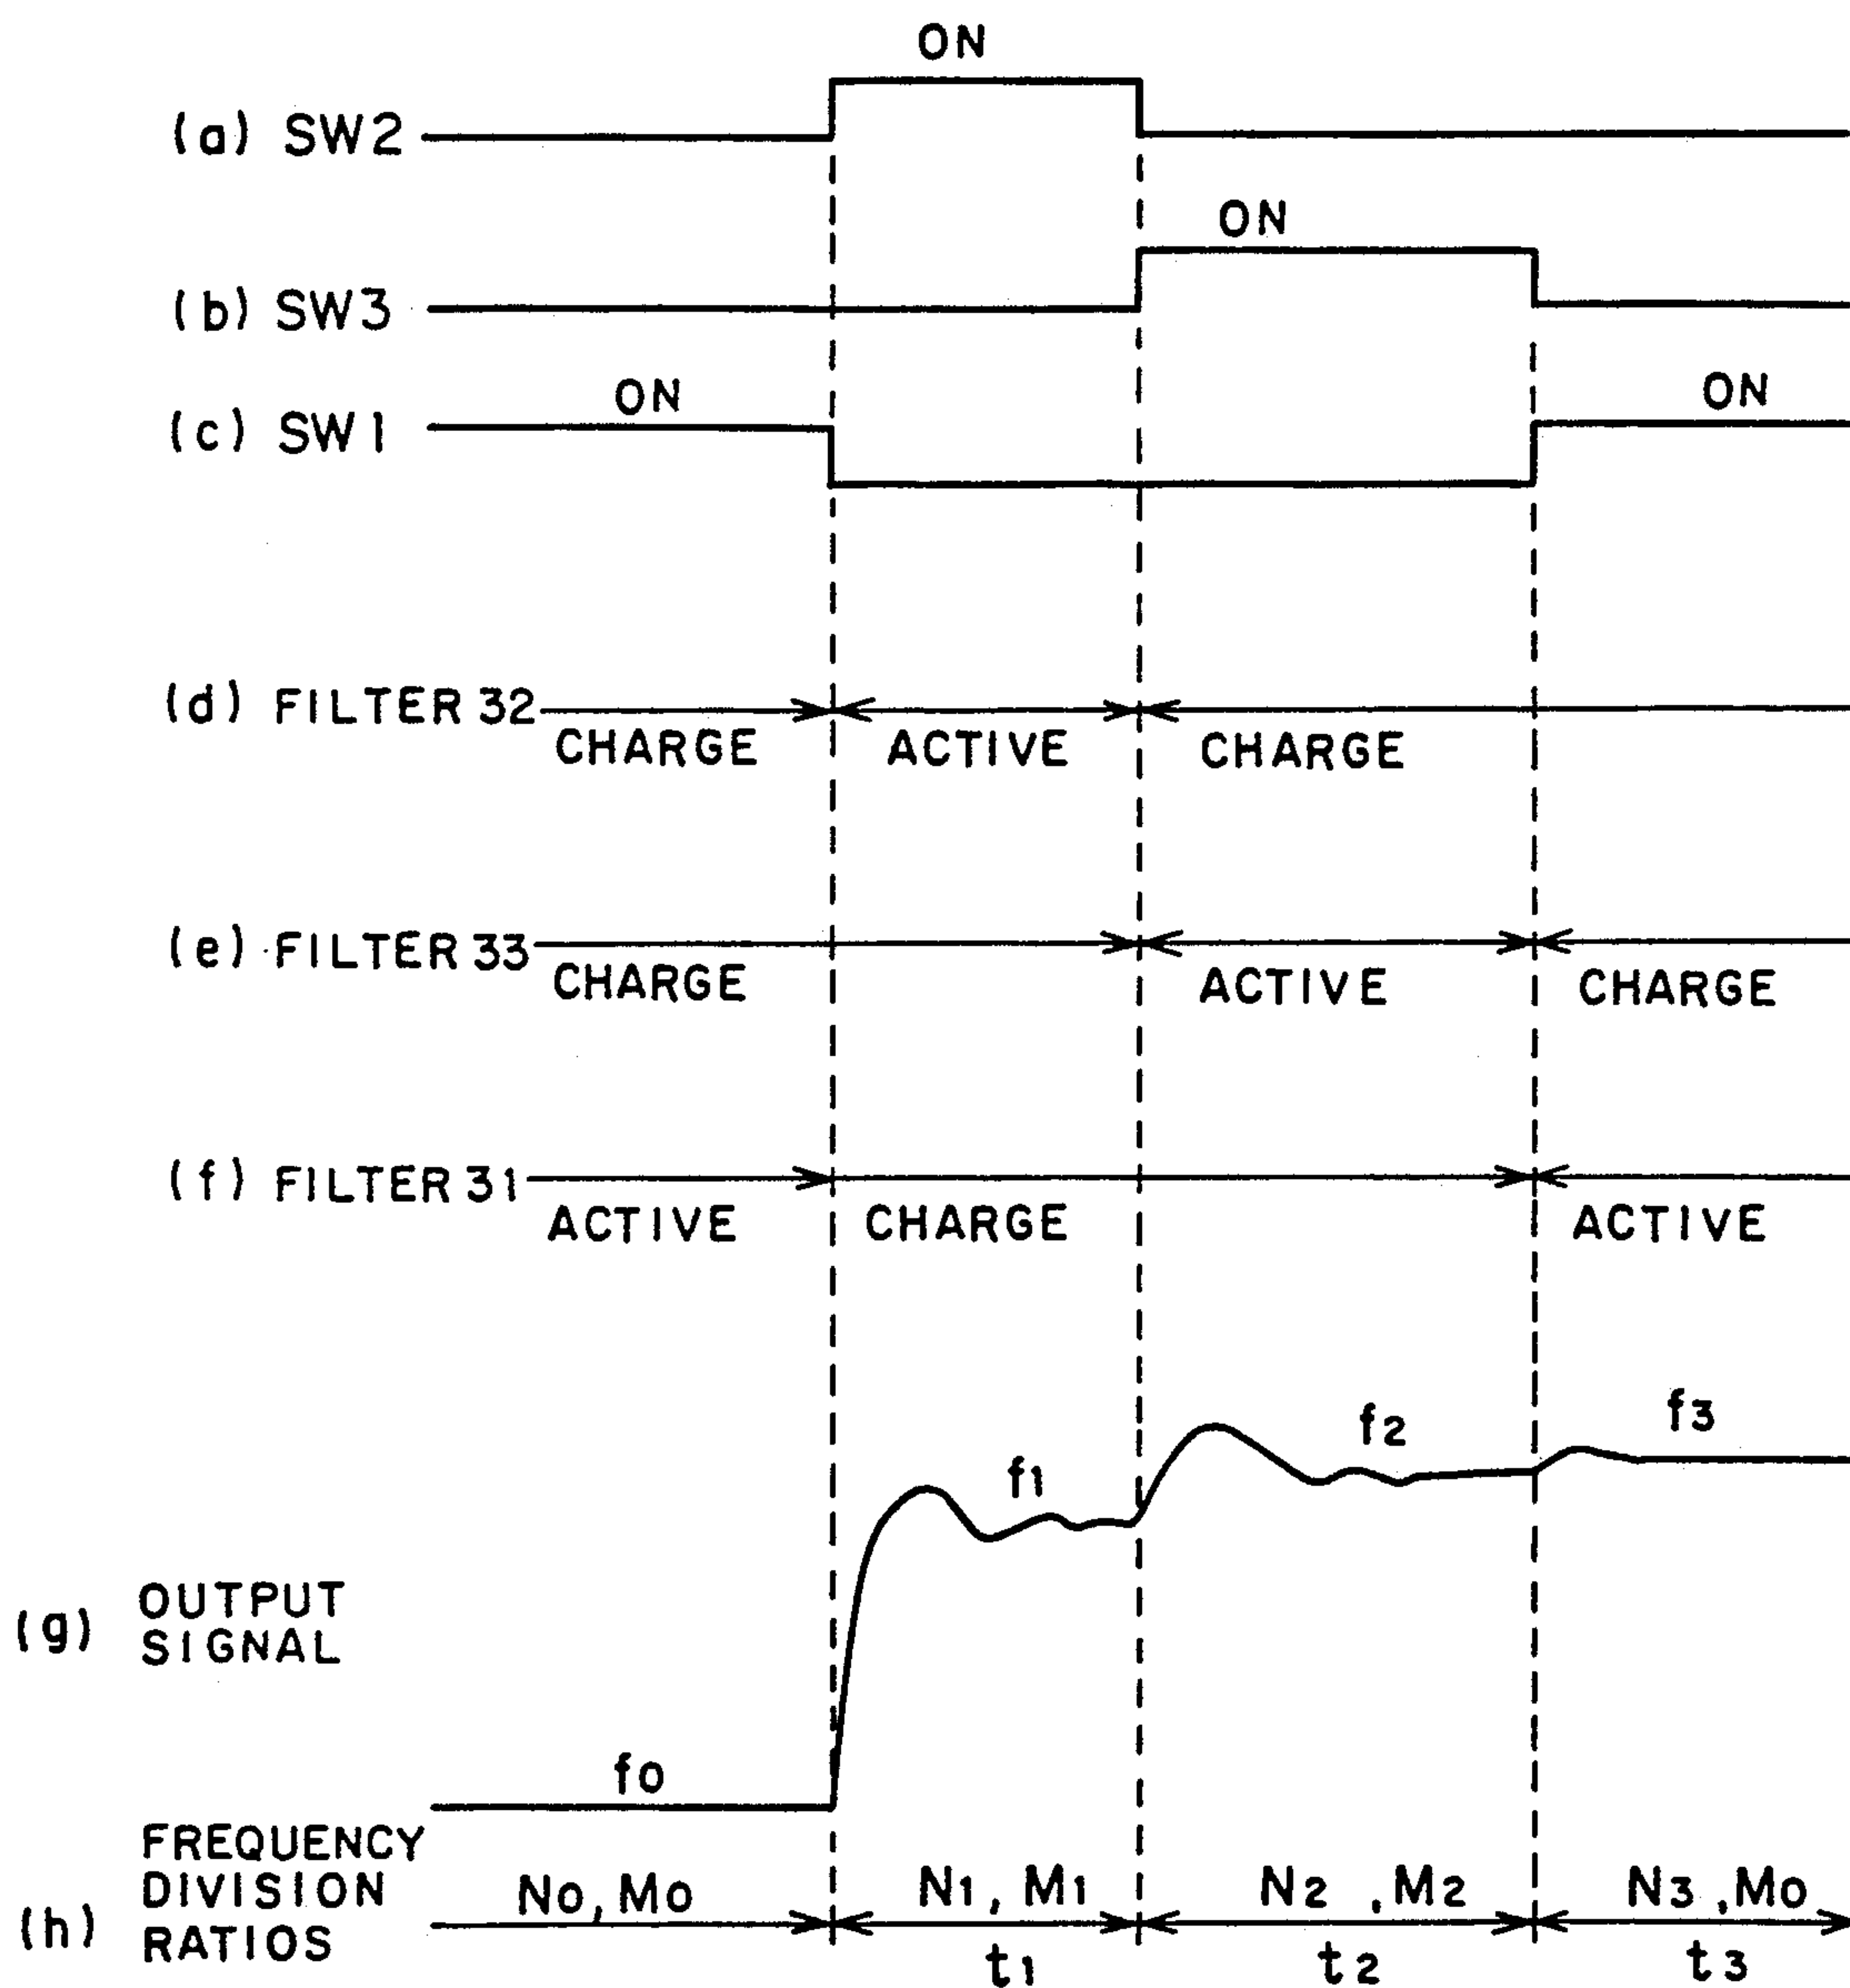 ON
(a) SW2
ON
(b) SW3
ON
ON
(c) SW1
(d) FILTER 32
CHARGE
ACTIVE
CHARGE
(e) FILTER 33
CHARGE
ACTIVE
CHARGE
(f) FILTER 31
ACTIVE
CHARGE
ACTIVE
f3
f2
f1
(g) OUTPUT
SIGNAL
f0
(h) FREQUENCY
DIVISION
RATIOS
N0, M0
N1, M1
N2 , M2
N3 , M0
t1
t2
t3